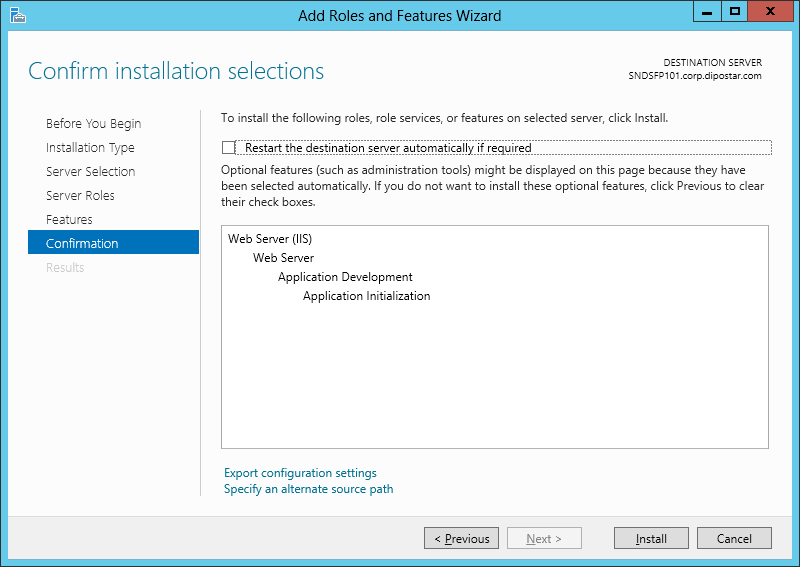 Add Roles and Features Wizard
Confirm installation selections
DESTINATION SERVER
SNDSFP101.corp.dipostar.com
Before You Begin
Installation Type
Server Selection
Server Roles
Features
Confirmation
Results
To install the following roles, role services, or features on selected server, click Install.
Restart the destination server automatically if required
Optional features (such as administration tools) might be displayed on this page because they have
been selected automatically. If you do not want to install these optional features, click Previous to clear
their check boxes.
Web Server (IIS)
Web Server
Application Development
Application Initialization
Export configuration settings
Specify an alternate source path
< Previous
Next >
Install
Cancel